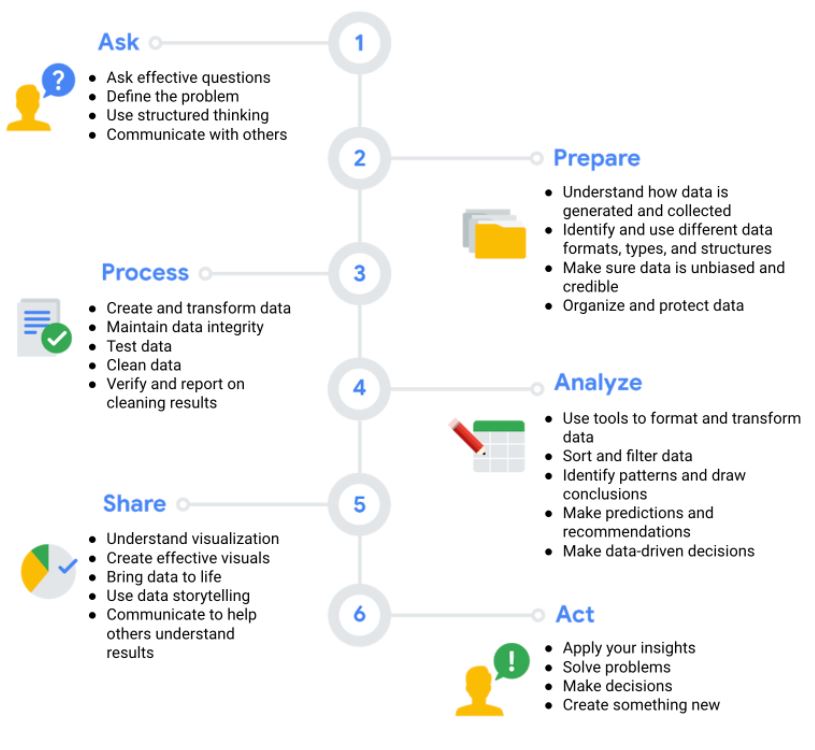 Ask
1
? 
• Ask effective questions
• Define the problem
• Use structured thinking
• Communicate with others
2
Prepare
• Understand how data is
generated and collected
• Identify and use different data
formats, types, and structures
• Make sure data is unbiased and
credible
• Organize and protect data
Process
3
• Create and transform data
• Maintain data integrity
• Test data
• Clean data
• Verify and report on
cleaning results
4
Analyze
• Use tools to format and transform
data
• Sort and filter data
• Identify patterns and draw
conclusions
• Make predictions and
recommendations
• Make data-driven decisions
Share
5
• Understand visualization
• Create effective visuals
• Bring data to life
• Use data storytelling
• Communicate to help
others understand
results
6
Act
!
• Apply your insights
• Solve problems
• Make decisions
• Create something new